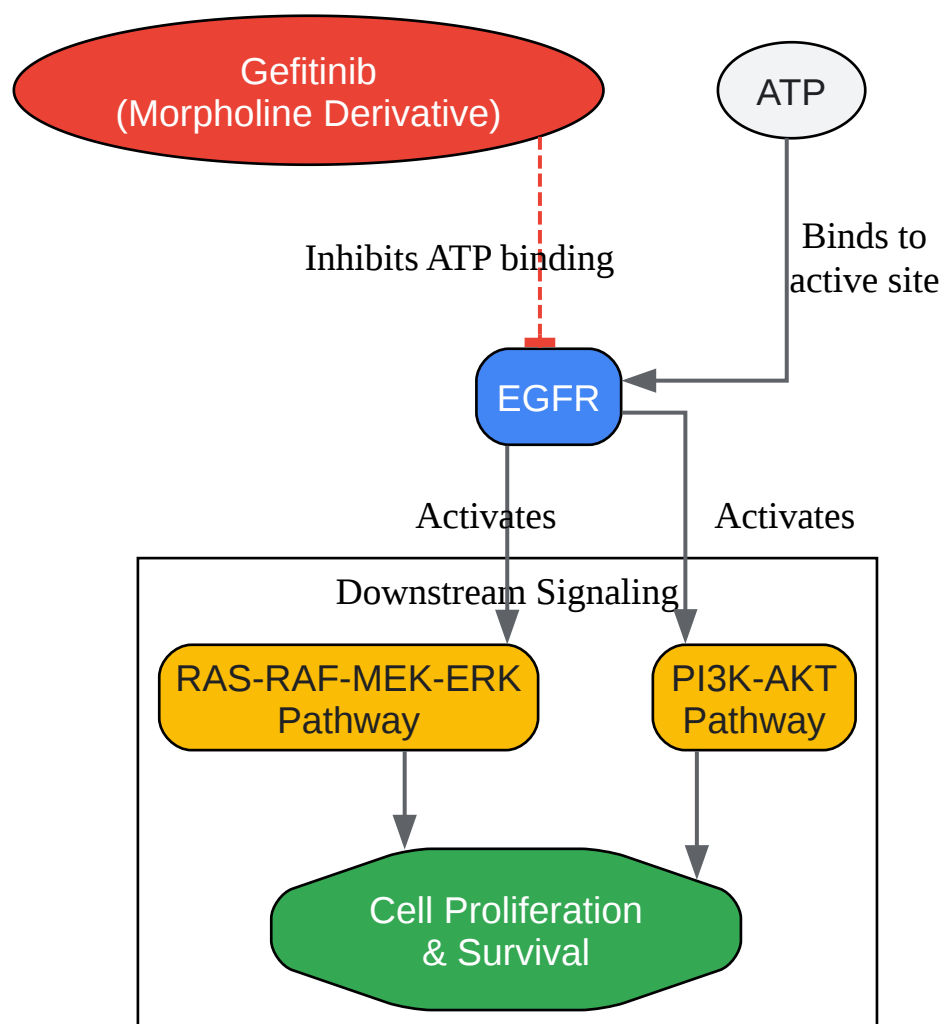 Gefitinib
(Morpholine Derivative)
ATP
Binds to
active site
Inhibits ATP binding
EGFR
Activates
Activates
Downstream Signaling
RAS-RAF-MEK-ERK
Pathway
PI3K-AKT
Pathway
Cell Proliferation
& Survival